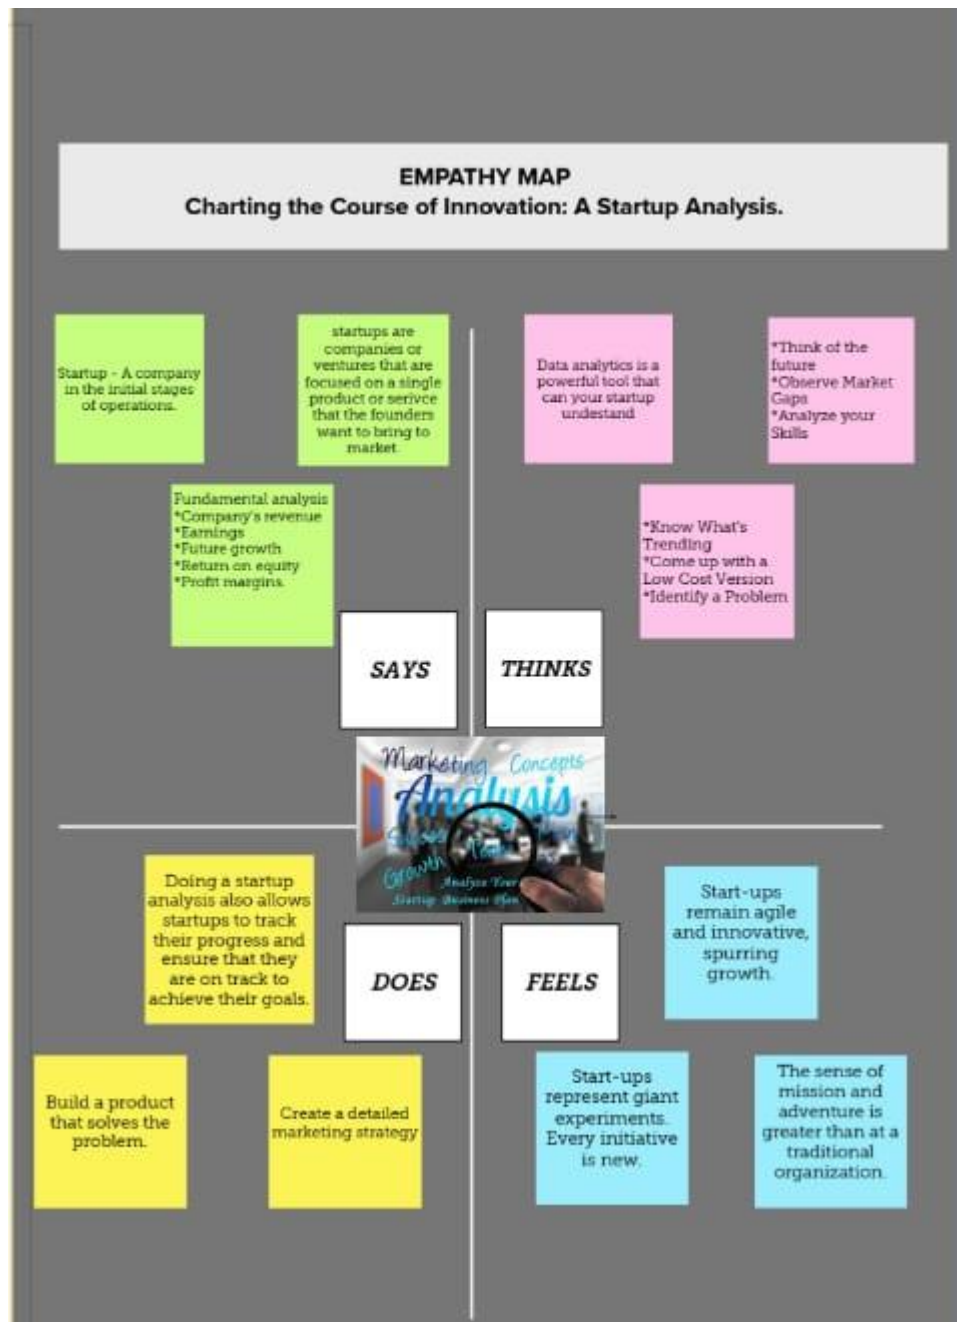 EMPATHY MAP
Charting the Course of Innovation: A Startup Analysis.
Startup - A company
in the initial stages
of operations.
startups are
companies or
ventures that are
focused on a single
product or serivce
that the founders
want to bring to
market.
Fundamental analysis
*Company's revenue
*Earnings
*Future growth
*Return on equity
*Profit margins.
SAYS
Data analytics is a
powerful tool that
can your startup
undestand
*Think of the
future
*Observe Market
Gaps
*Analyze your
Skills
*Know What's
Trending
*Come up with a
Low Cost Version
*Identify a Problem
THINKS
Marketing Concepts
Analysis
Growth
Analyze Your
Startup Business Plan
Doing a startup
analysis also allows
startups to track
their progress and
ensure that they
are on track to
achieve their goals.
DOES
Build a product
that solves the
problem.
Create a detailed
marketing strategy
FEELS
Start-ups
remain agile
and innovative,
spurring
growth.
Start-ups
represent giant
experiments.
Every initiative
is new.
The sense of
mission and
adventure is
greater than at a
traditional
organization.